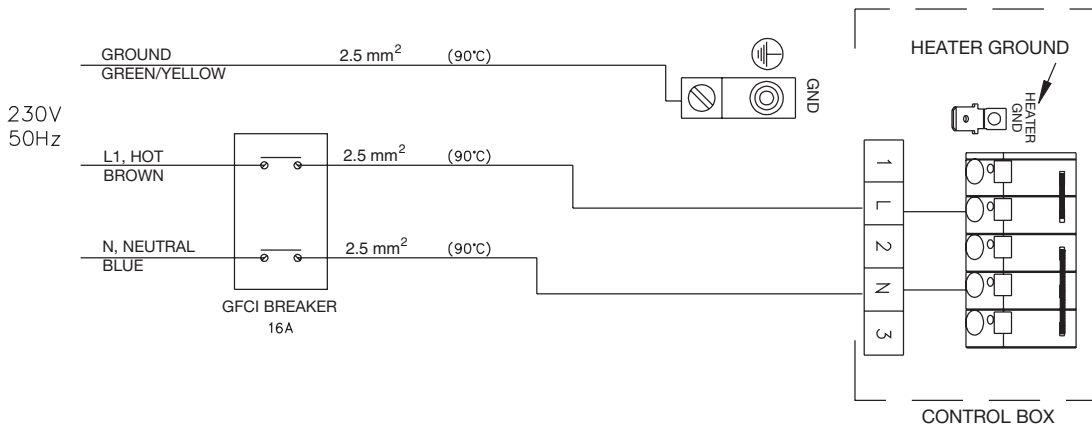 GROUND
GREEN/YELLOW
2.5 mm²
(90°C)
GND
HEATER GROUND
HEATER
GND
230V
50Hz
L1, HOT
BROWN
2.5 mm²
(90°C)
N, NEUTRAL
BLUE
2.5 mm²
(90°C)
GFCI BREAKER
16A
1
L
2
N
3
CONTROL BOX